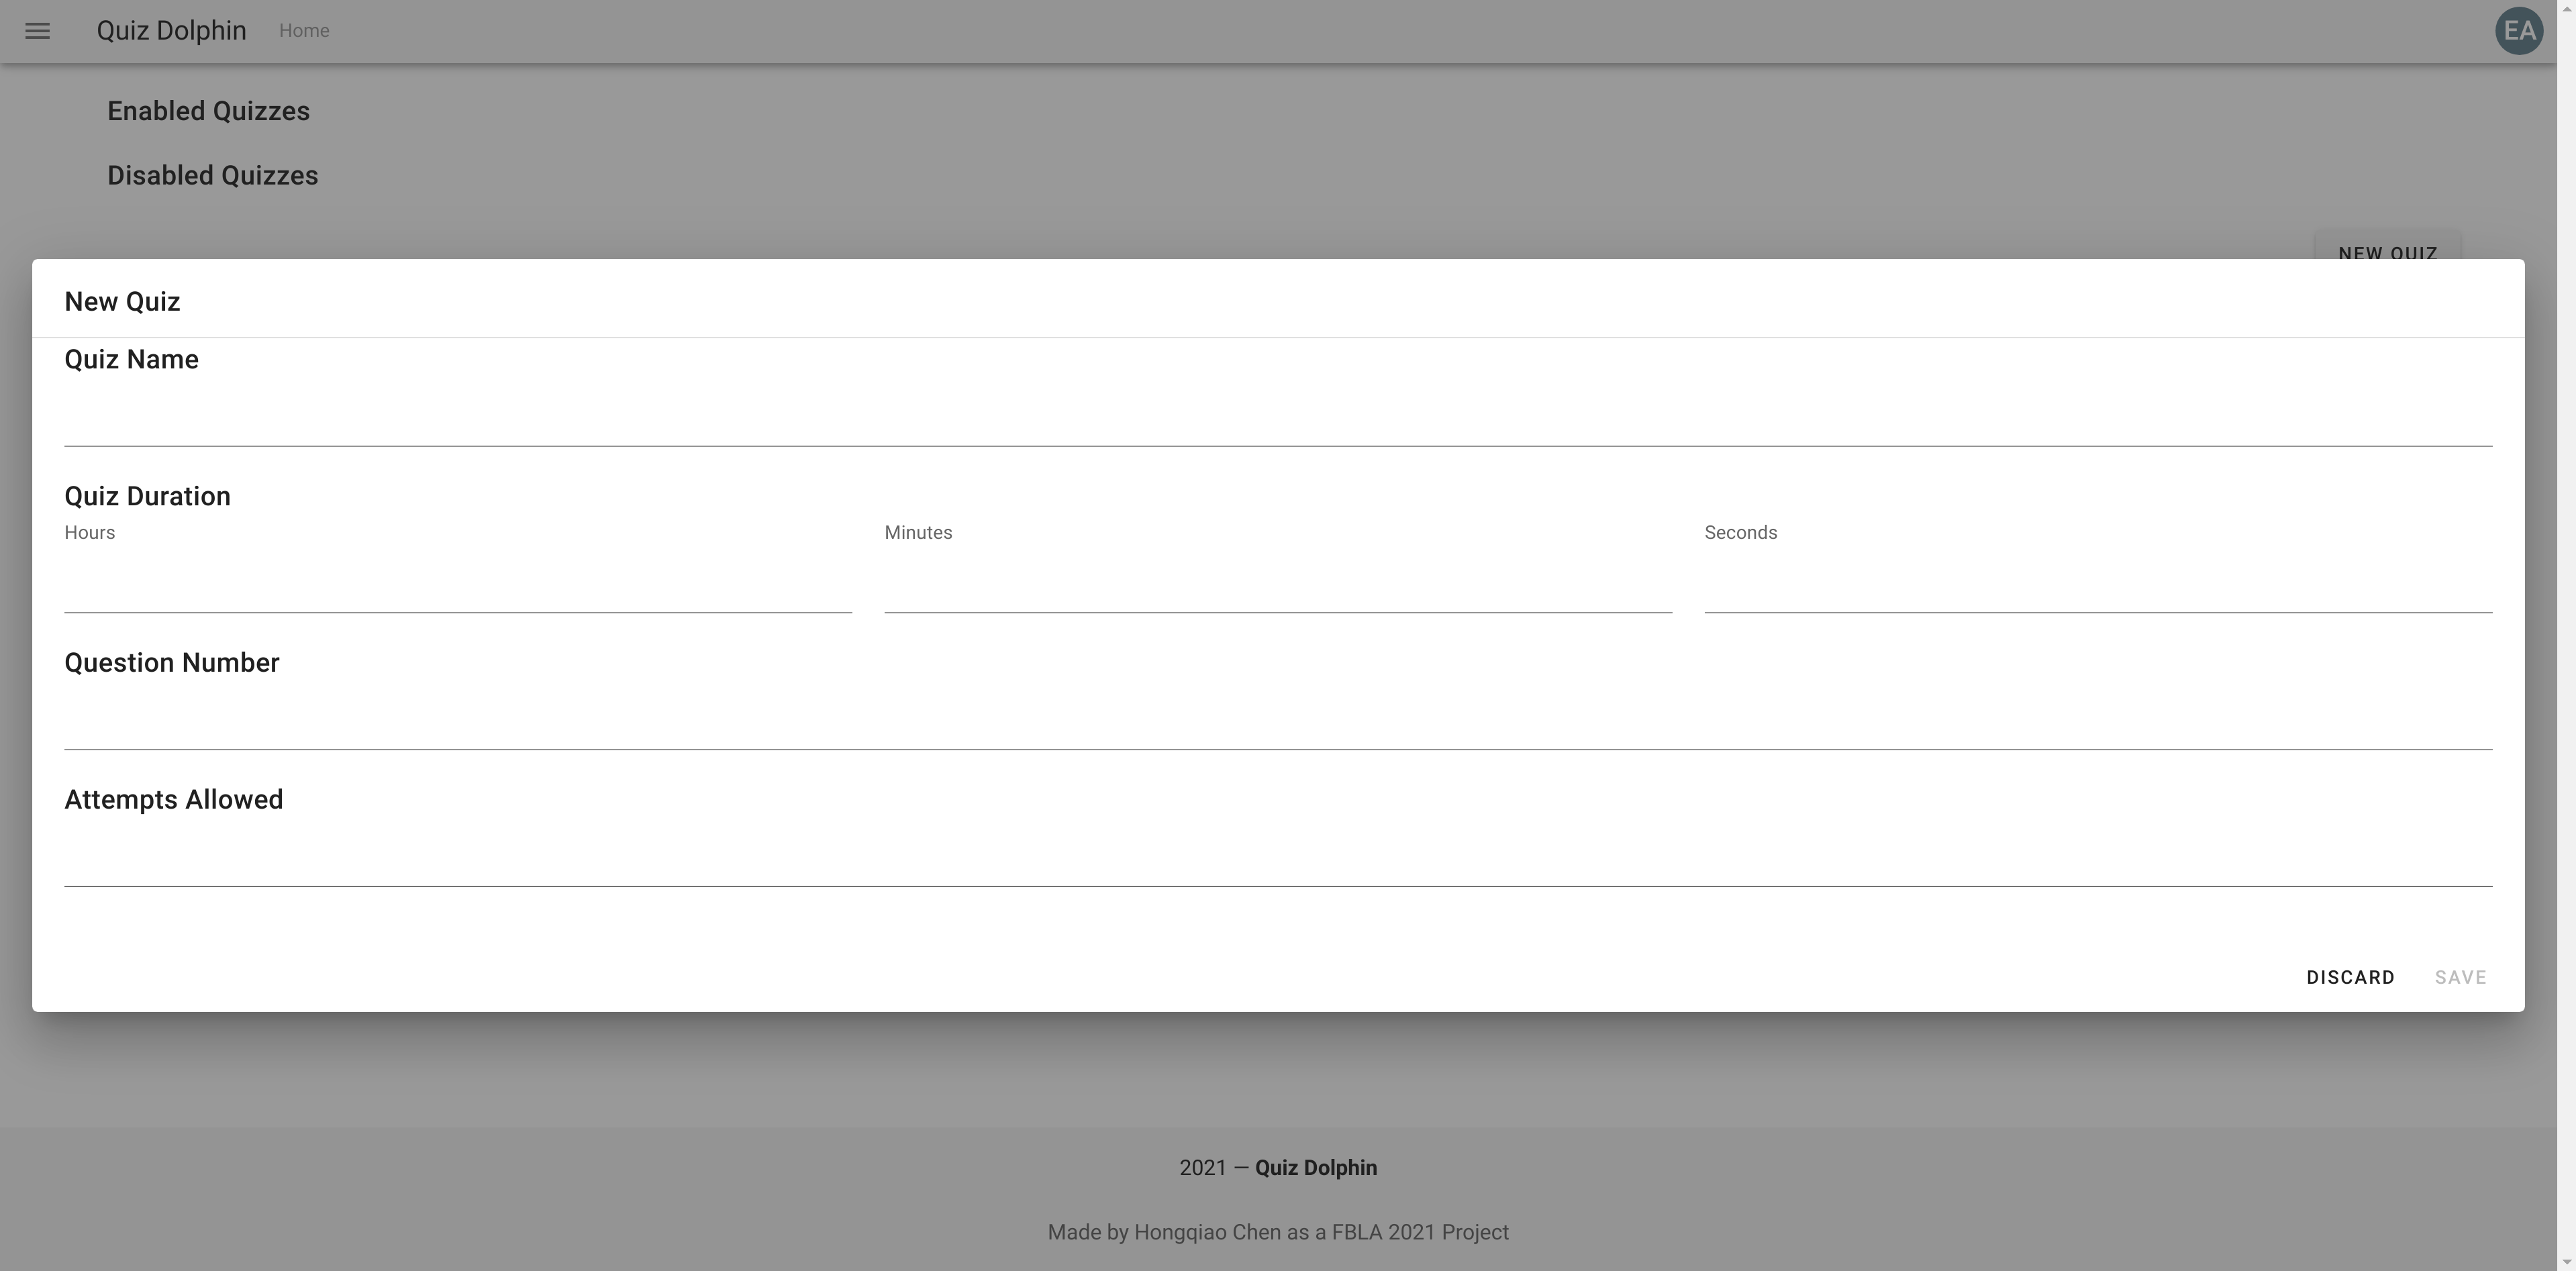 Quiz Dolphin Home EA
Enabled Quizzes
Disabled Quizzes
NEW QUIZ
New Quiz
Quiz Name
Quiz Duration
Hours Minutes Seconds
Question Number
Attempts Allowed
DISCARD SAVE
2021 — Quiz Dolphin
Made by Hongqiao Chen as a FBLA 2021 Project